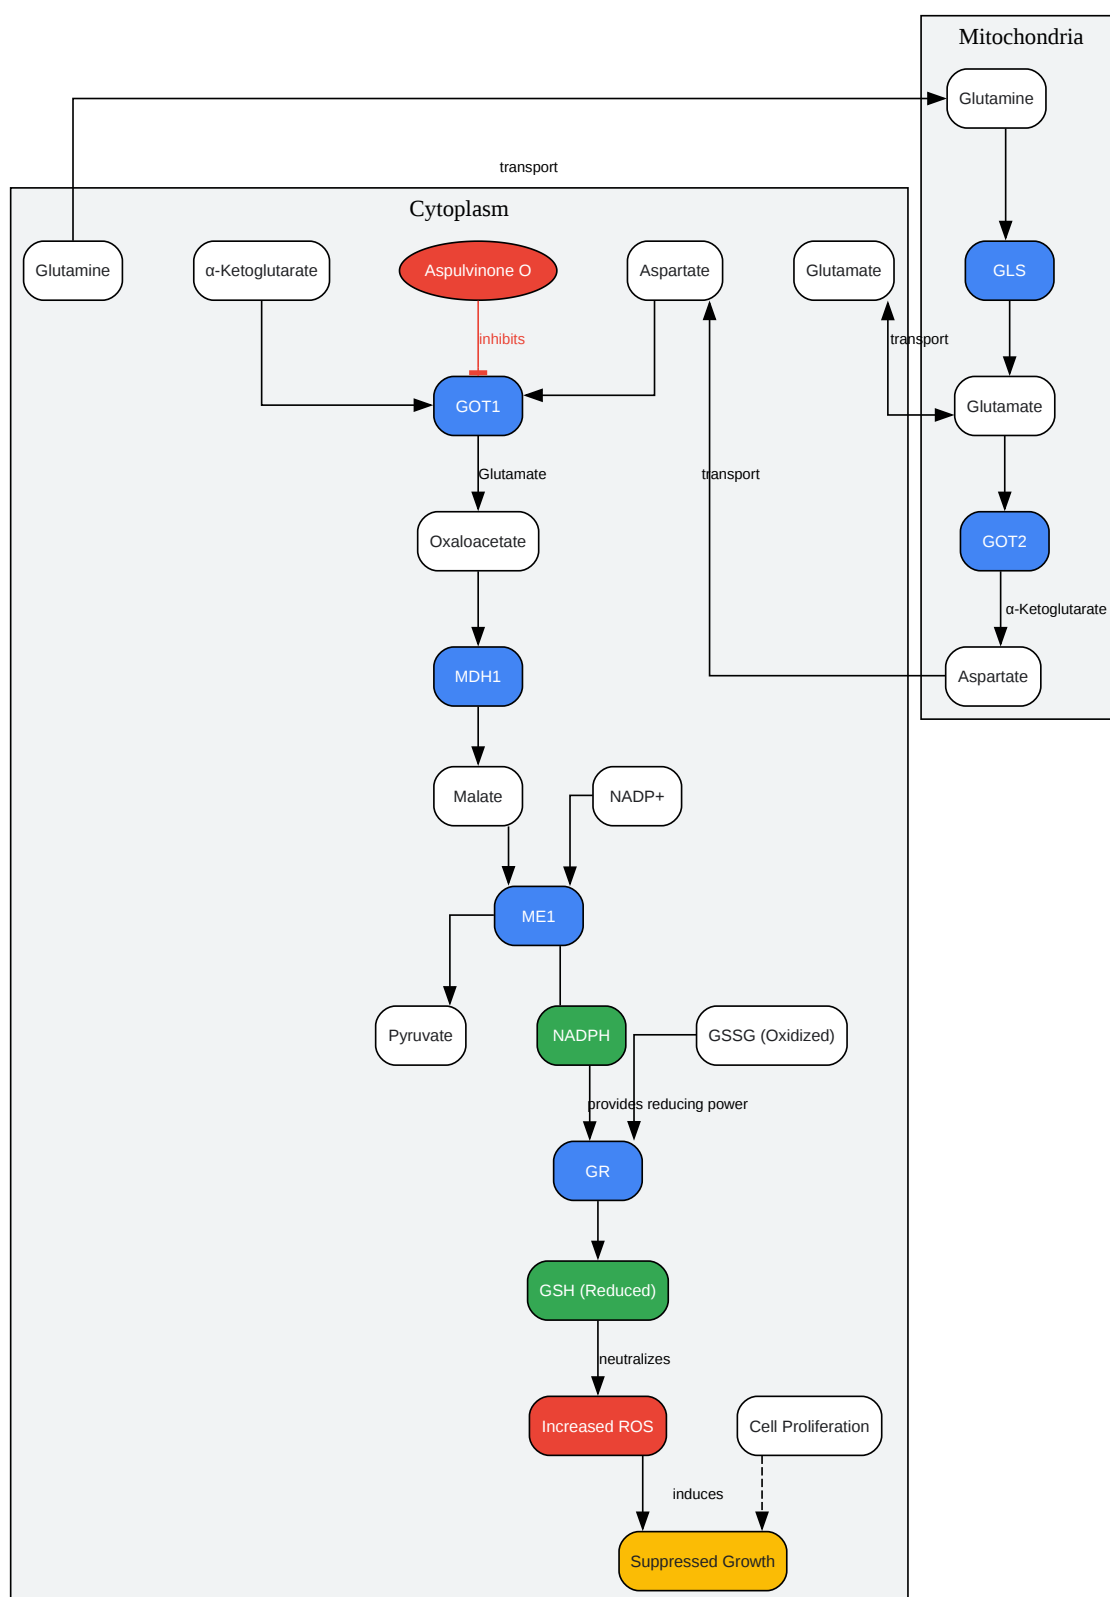 Mitochondria
Glutamine
transport
Cytoplasm
Glutamine
α-Ketoglutarate
Aspulvinone O
Aspartate
Glutamate
GLS
inhibits
transport
GOT1
Glutamate
Glutamate
transport
Oxaloacetate
GOT2
α-Ketoglutarate
MDH1
Aspartate
Malate
NADP+
ME1
Pyruvate
NADPH
GSSG (Oxidized)
provides reducing power
GR
GSH (Reduced)
neutralizes
Increased ROS
Cell Proliferation
induces
Suppressed Growth